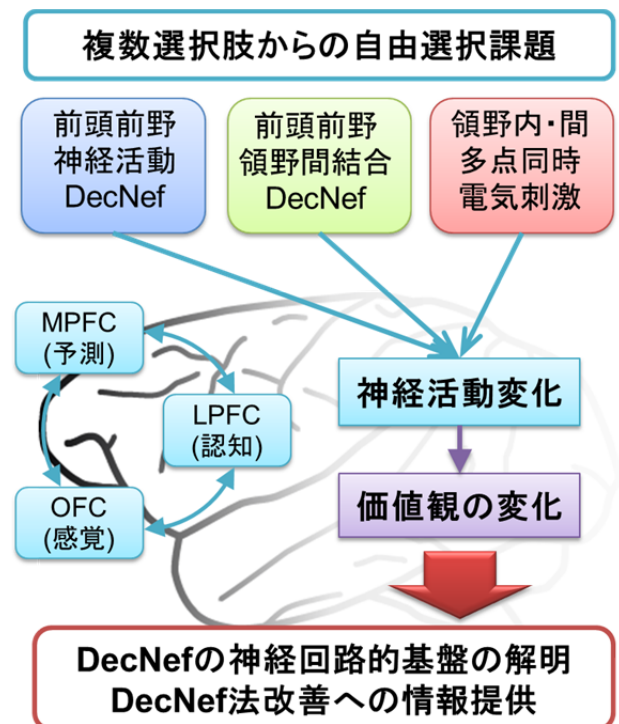 複数選択肢からの自由選択課題
前頭前野
神経活動
DecNef
前頭前野
領野間結合
DecNef
領野内・間
多点同時
電気刺激
MPFC
(予測)
LPFC
(認知)
OFC
(感覚)
神経活動変化
価値観の変化
DecNefの神経回路的基盤の解明
DecNef法改善への情報提供